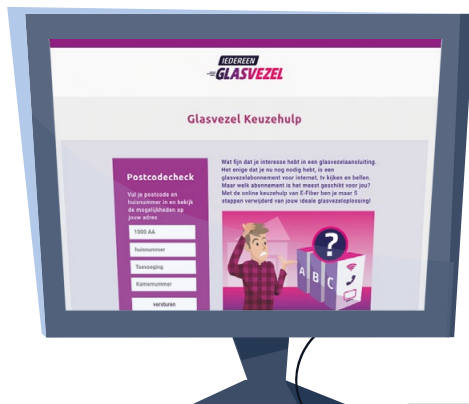 IEDEREEN
GLASVEZEL
Glasvezel Keuzehulp
Postcodecheck
Vul je postcode en
huisnummer in en bekijk
de mogelijkheden op
jouw adres
1000 AA
huisnummer
Toevoeging
Kamernummer
versturen
Wat fijn dat je interesse hebt in een glasvezelaansluiting.
Het enige dat je nu nog nodig hebt, is een
glasvezelabonnement voor internet, tv kijken en bellen.
Maar welk abonnement is het meest geschikt voor jou?
Met de online keuzehulp van E-Fiber ben je maar 5
stappen verwijderd van jouw ideale glasvezeloplossing!
?
A B C